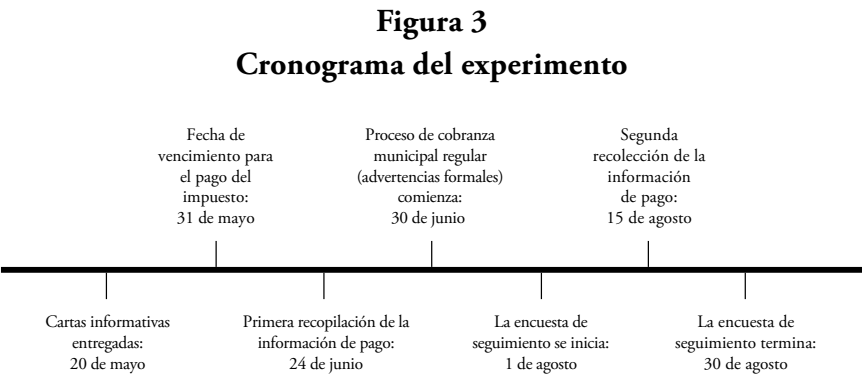 Figura 3
Cronograma del experimento
Fecha de
vencimiento para
el pago del
impuesto:
31 de mayo
Proceso de cobranza
municipal regular
(advertencias formales)
comienza:
30 de junio
Segunda
recolección de la
información
de pago:
15 de agosto
Cartas informativas
entregadas:
20 de mayo
Primera recopilación de la
información de pago:
24 de junio
La encuesta de
seguimiento se inicia:
1 de agosto
La encuesta de
seguimiento termina:
30 de agosto